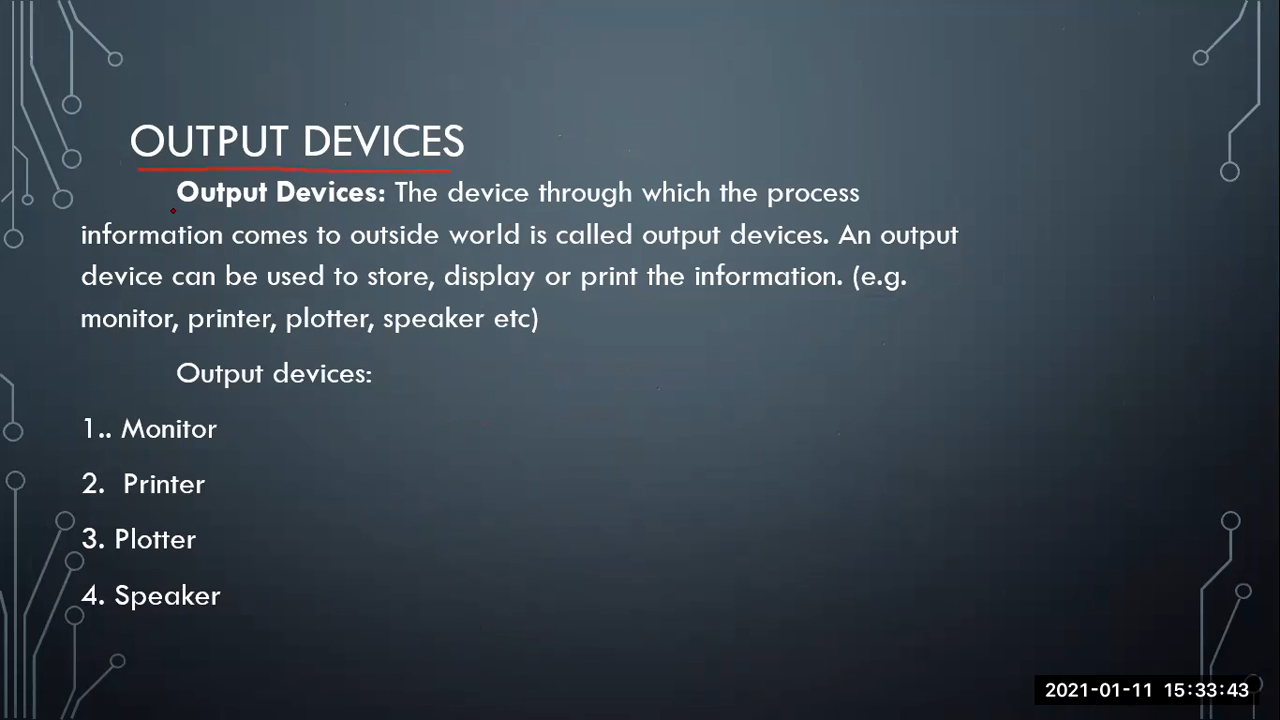 OUTPUT DEVICES
Output Devices: The device through which the process
information comes to outside world is called output devices. An output
device can be used to store, display or print the information. (e.g.
monitor, printer, plotter, speaker etc)
Output devices:
1.. Monitor
2. Printer
3. Plotter
4. Speaker
2021-01-11 15:33:43